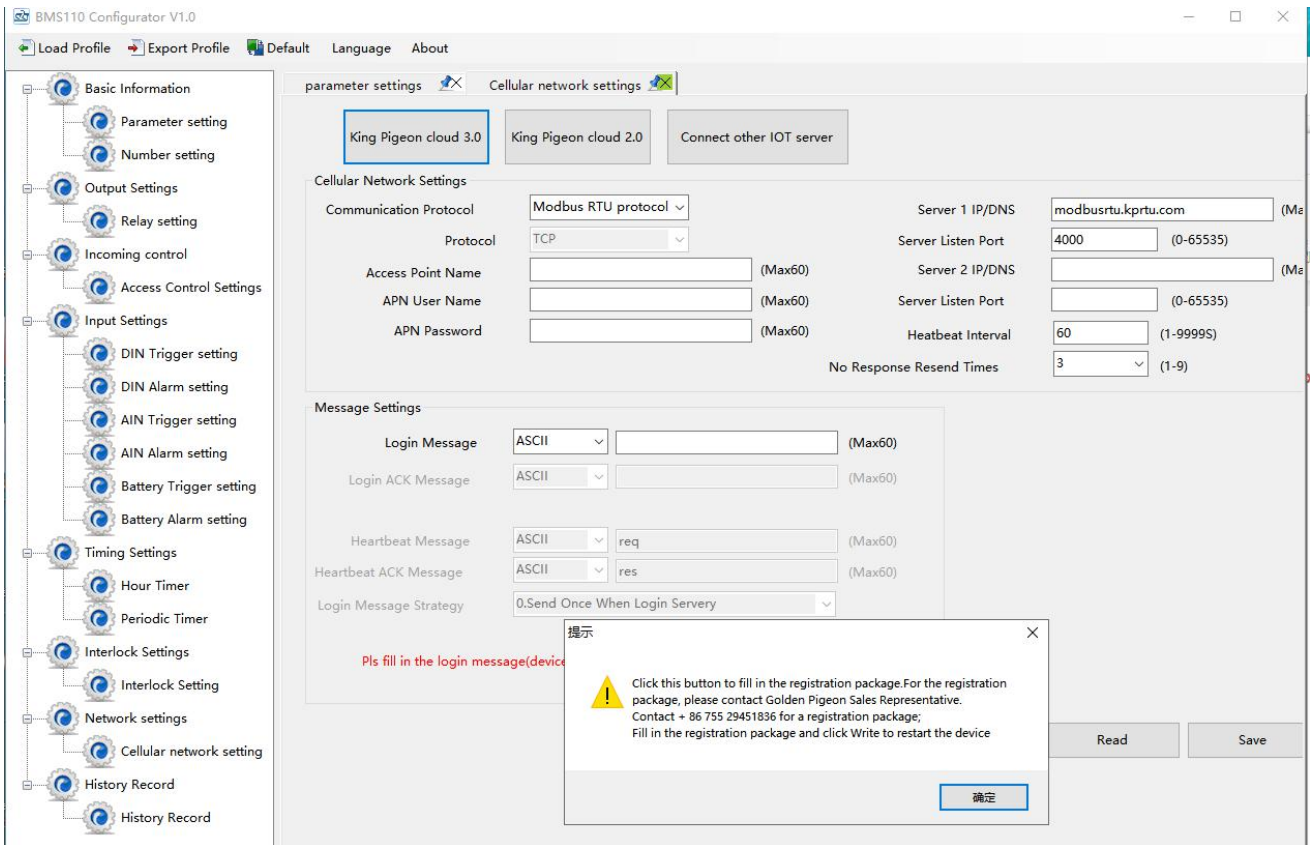 BMS110 Configurator V1.0
Load Profile Export Profile Default Language About
Basic Information
Parameter setting
Number setting
Output Settings
Relay setting
Incoming control
Access Control Settings
Input Settings
DIN Trigger setting
DIN Alarm setting
AIN Trigger setting
AIN Alarm setting
Battery Trigger setting
Battery Alarm setting
Timing Settings
Hour Timer
Periodic Timer
Interlock Settings
Interlock Setting
Network settings
Cellular network setting
History Record
History Record
parameter settings Cellular network settings
King Pigeon cloud 3.0 King Pigeon cloud 2.0 Connect other IOT server
Cellular Network Settings
Communication Protocol Modbus RTU protocol
Protocol TCP
Access Point Name (Max60)
APN User Name (Max60)
APN Password (Max60)
Server 1 IP/DNS modbusrtu.kprtu.com (Ma
Server Listen Port 4000 (0-65535)
Server 2 IP/DNS (Ma
Server Listen Port (0-65535)
Heatbeat Interval 60 (1-9999S)
No Response Resend Times 3 (1-9)
Message Settings
Login Message ASCII (Max60)
Login ACK Message ASCII (Max60)
Heartbeat Message ASCII req (Max60)
Heartbeat ACK Message ASCII res (Max60)
Login Message Strategy 0.Send Once When Login Servery
Pls fill in the login message(device
提示
Click this button to fill in the registration package.For the registration
package, please contact Golden Pigeon Sales Representative.
Contact + 86 755 29451836 for a registration package;
Fill in the registration package and click Write to restart the device
确定
Read Save